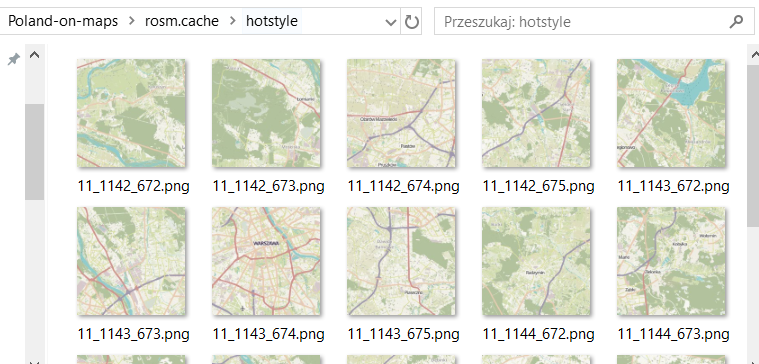 Poland-on-maps > rosm.cache > hotstyle
Przeszukaj: hotstyle
11_1142_672.png
11_1142_673.png
11_1142_674.png
11_1142_675.png
11_1143_672.png
WARSZAWA
11_1143_673.png
11_1143_674.png
11_1143_675.png
11_1144_672.png
11_1144_673.png